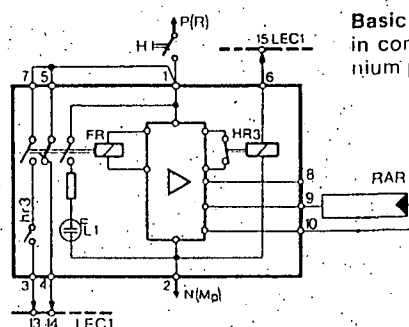 P(R)
Basic
in con
nium p
H
15 LEC1
7 5 1 6
FR
HR3
8
RAR
9
10
hr3
L1
3 4 2
N(Mp)
13 14 LEC1